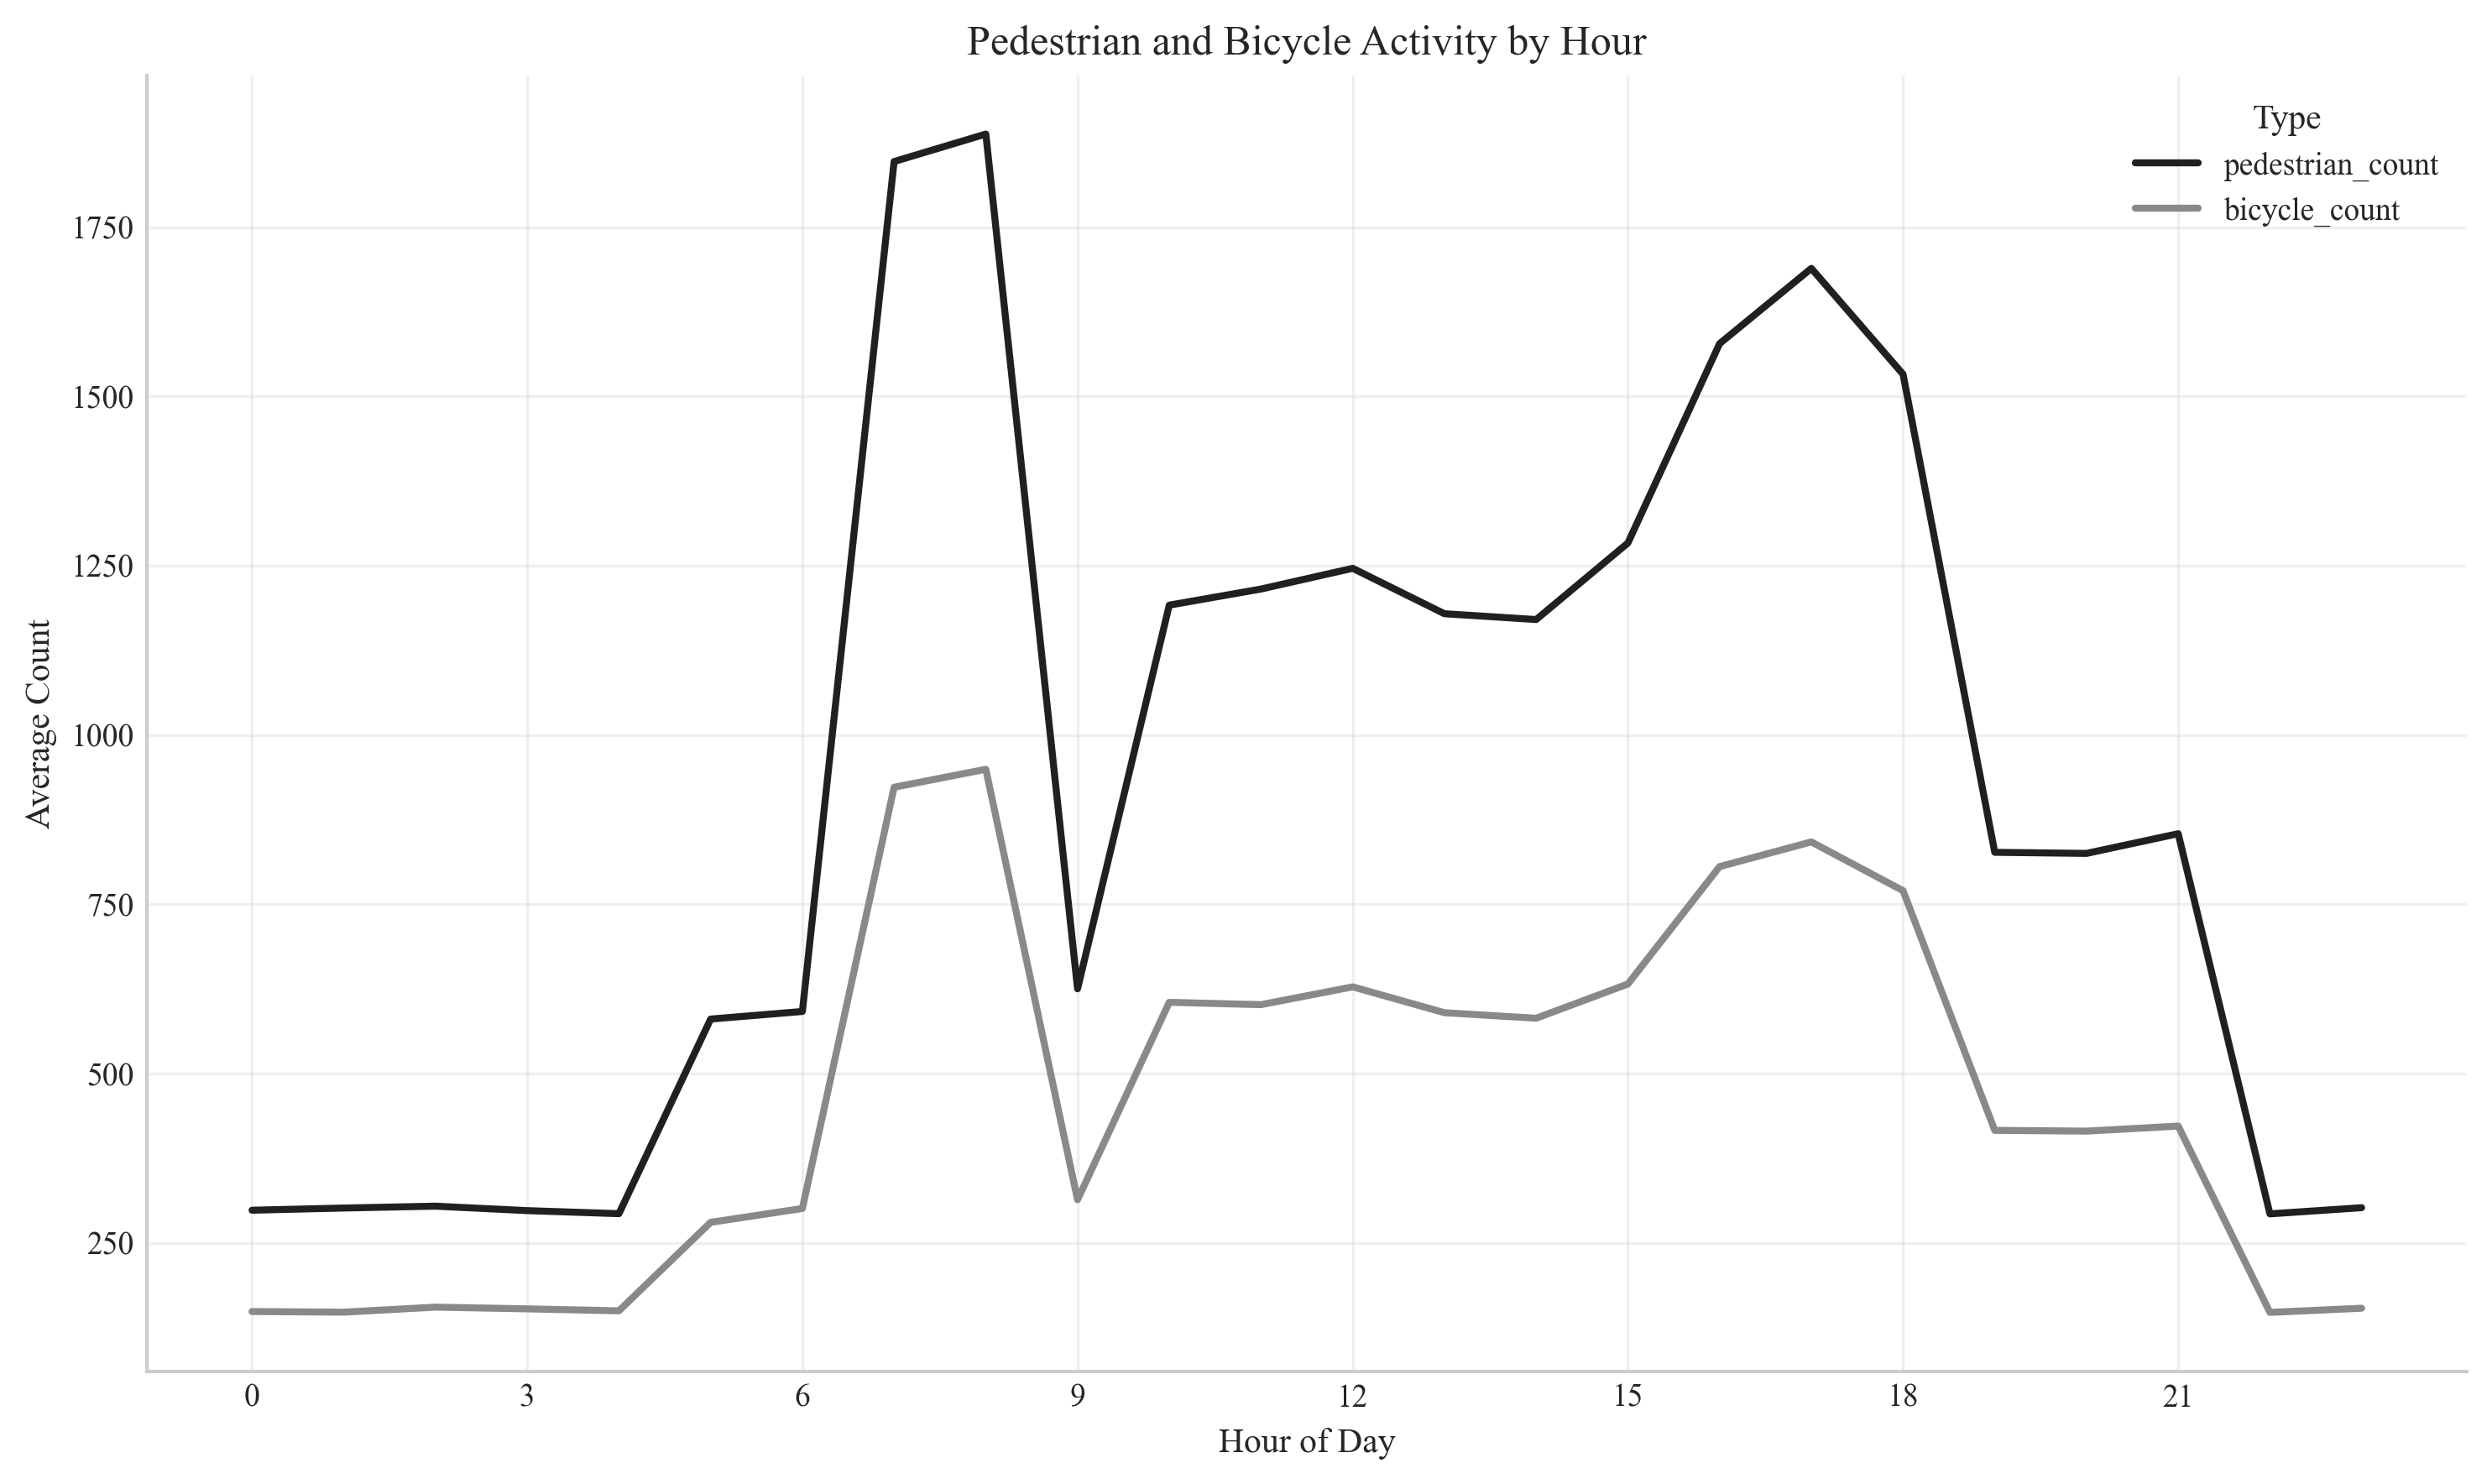 Pedestrian and Bicycle Activity by Hour
Type
pedestrian_count
bicycle_count
Average Count
1750
1500
1250
1000
750
500
250
0 3 6 9 12 15 18 21
Hour of Day